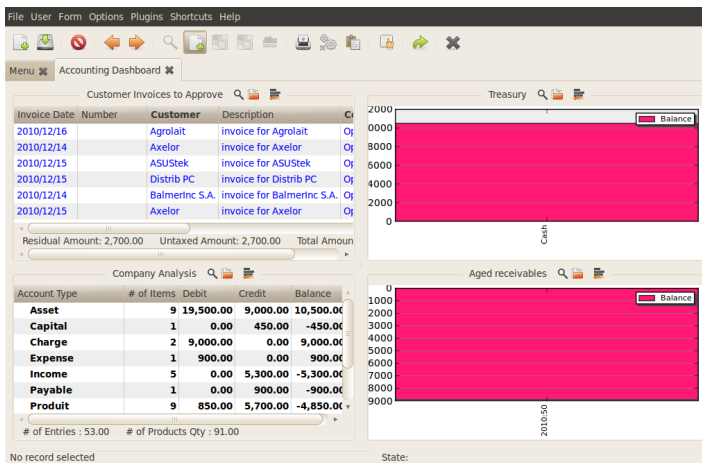 File User Form Options Plugins Shortcuts Help
Menu
Accounting Dashboard
Customer Invoices to Approve
Invoice Date Number Customer Description
2010/12/16 Agrolait invoice for Agrolait
2010/12/14 Axelor invoice for Axelor
2010/12/15 ASUStek invoice for ASUStek
2010/12/15 Distrib PC invoice for Distrib PC
2010/12/14 BalmerInc S.A. invoice for BalmerInc S.A.
2010/12/15 Axelor invoice for Axelor
Residual Amount: 2,700.00 Untaxed Amount: 2,700.00 Total Amoun
Treasury
2000
0000
8000
6000
4000
2000
0
Balance
Cash
Company Analysis
Account Type # of Items Debit Credit Balance
Asset 9 19,500.00 9,000.00 10,500.00
Capital 1 0.00 450.00 -450.00
Charge 2 9,000.00 0.00 9,000.00
Expense 1 900.00 0.00 900.00
Income 5 0.00 5,300.00 -5,300.00
Payable 1 0.00 900.00 -900.00
Produit 9 850.00 5,700.00 -4,850.00
# of Entries : 53.00 # of Products Qty : 91.00
Aged receivables
0
1000
2000
3000
4000
5000
6000
7000
8000
9000
Balance
2010:50
No record selected
State: